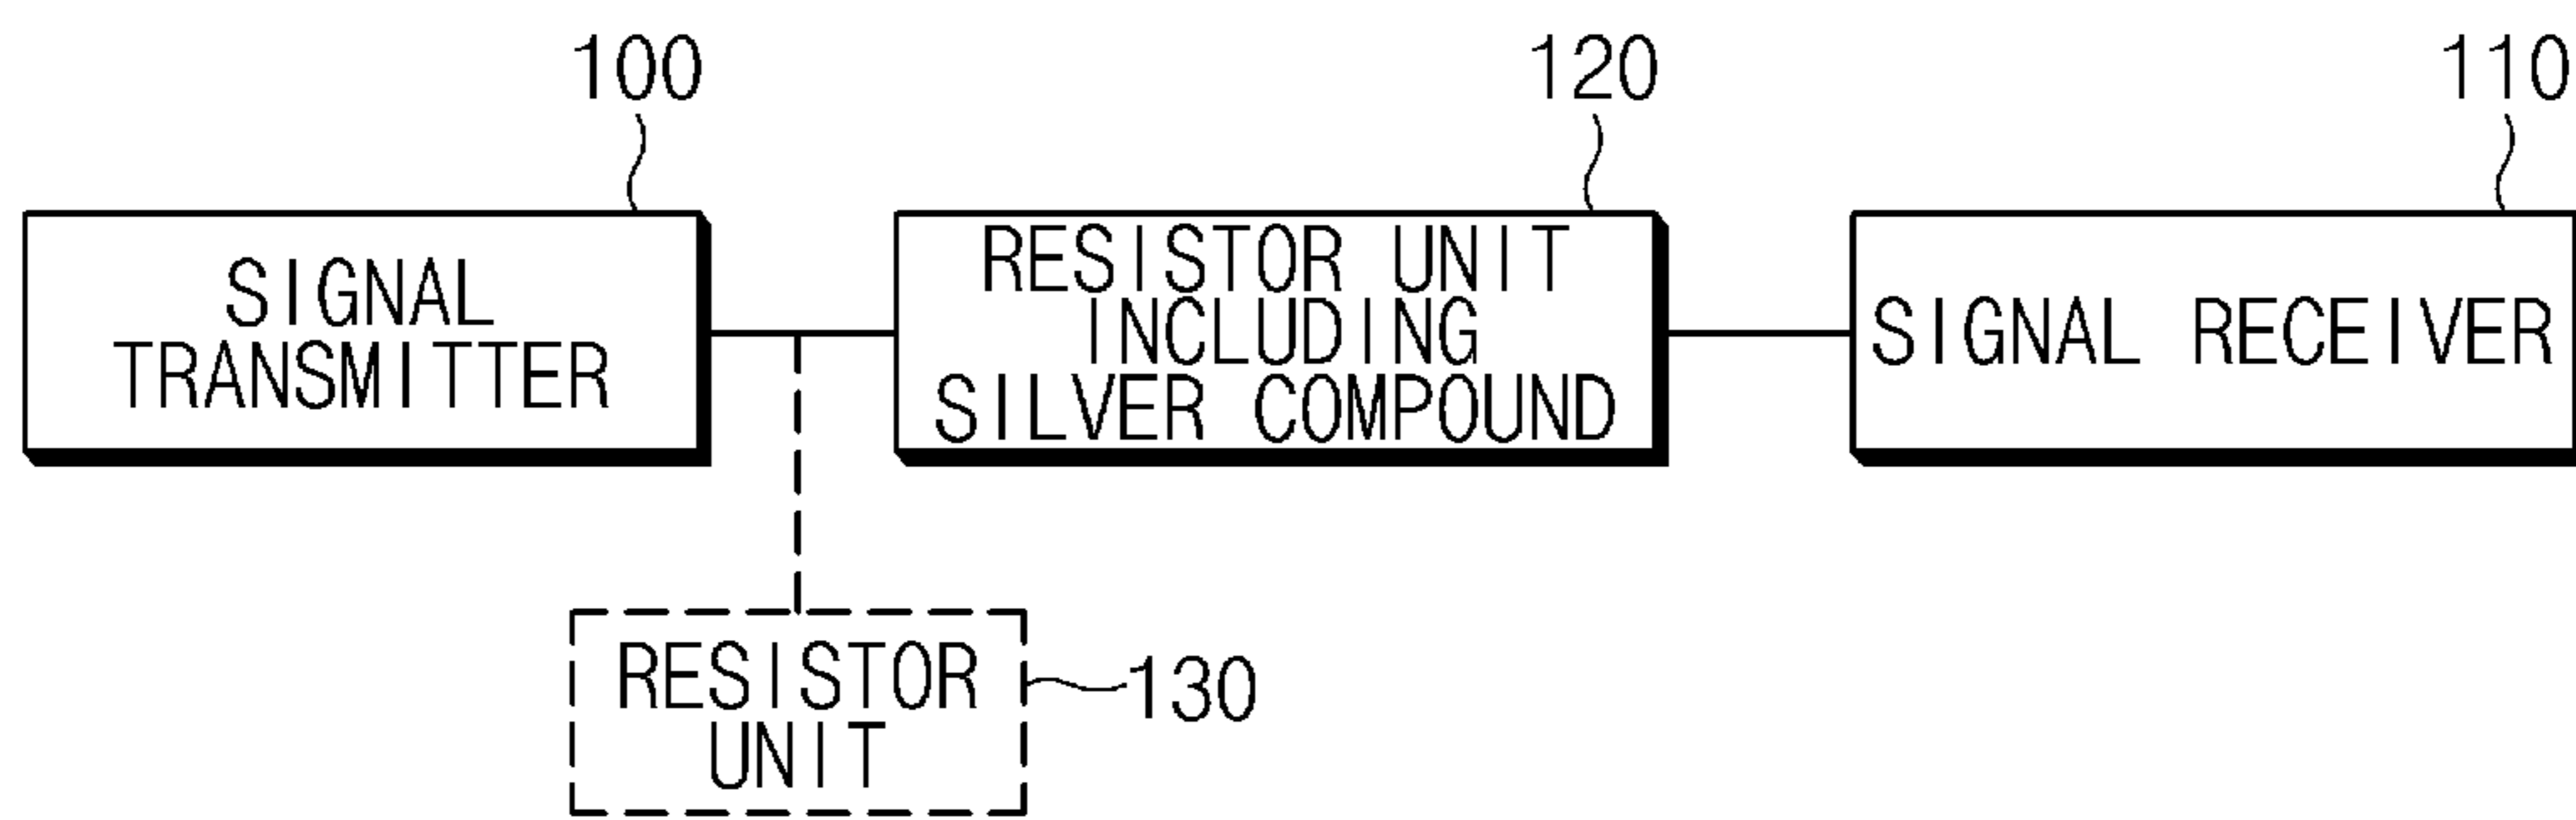 100
120
110
SIGNAL
TRANSMITTER
RESISTOR UNIT
INCLUDING
SILVER COMPOUND
SIGNAL RECEIVER
RESISTOR
UNIT
130